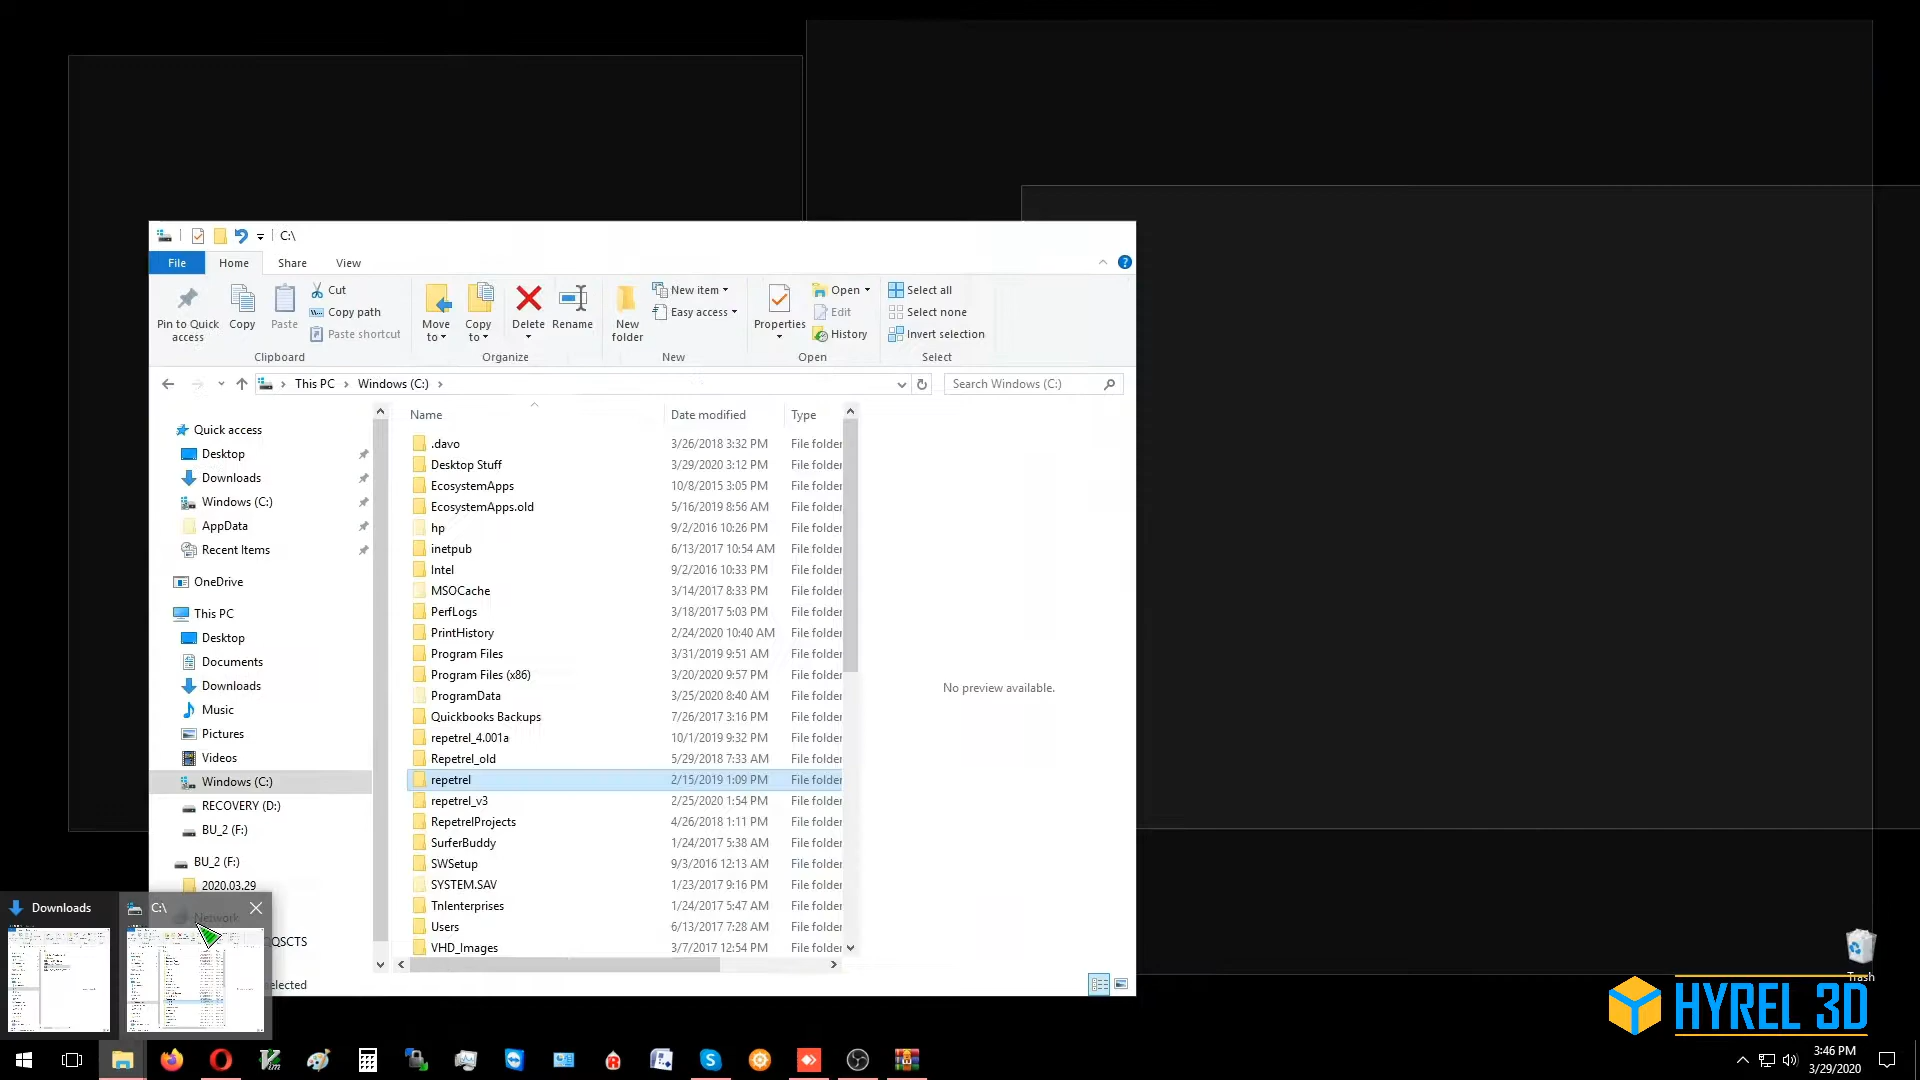 C:\
File Home Share View
Pin to Quick access
Copy
Paste
Cut
Copy path
Paste shortcut
Clipboard
Move to
Copy to
Delete
Rename
Organize
New folder
New item
Easy access
New
Properties
Open
Edit
History
Open
Select all
Select none
Invert selection
Select
This PC Windows (C:)
Search Windows (C:)
Quick access
Desktop
Downloads
Windows (C:)
AppData
Recent Items
OneDrive
This PC
Desktop
Documents
Downloads
Music
Pictures
Videos
Windows (C:)
RECOVERY (D:)
BU_2 (F:)
BU_2 (F:)
2020.03.29
Network
QSCTS
elected
Name Date modified Type
.davo 3/26/2018 3:32 PM File folder
Desktop Stuff 3/29/2020 3:12 PM File folder
EcosystemApps 10/8/2015 3:05 PM File folder
EcosystemApps.old 5/16/2019 8:56 AM File folder
hp 9/2/2016 10:26 PM File folder
inetpub 6/13/2017 10:54 AM File folder
Intel 9/2/2016 10:33 PM File folder
MSOCache 3/14/2017 8:33 PM File folder
PerfLogs 3/18/2017 5:03 PM File folder
PrintHistory 2/24/2020 10:40 AM File folder
Program Files 3/31/2019 9:51 AM File folder
Program Files (x86) 3/20/2020 9:57 PM File folder
ProgramData 3/25/2020 8:40 AM File folder
Quickbooks Backups 7/26/2017 3:16 PM File folder
repetrel_4.001a 10/1/2019 9:32 PM File folder
Repetrel_old 5/29/2018 7:33 AM File folder
repetrel 2/15/2019 1:09 PM File folder
repetrel_v3 2/25/2020 1:54 PM File folder
RepetrelProjects 4/26/2018 1:11 PM File folder
SurferBuddy 1/24/2017 5:38 AM File folder
SWSetup 9/3/2016 12:13 AM File folder
SYSTEM.SAV 1/23/2017 9:16 PM File folder
TnIenterprises 1/24/2017 5:47 AM File folder
Users 6/13/2017 7:28 AM File folder
VHD_Images 3/7/2017 12:54 PM File folder
No preview available.
Downloads
C:\
Trash
HYREL 3D
3:46 PM
3/29/2020